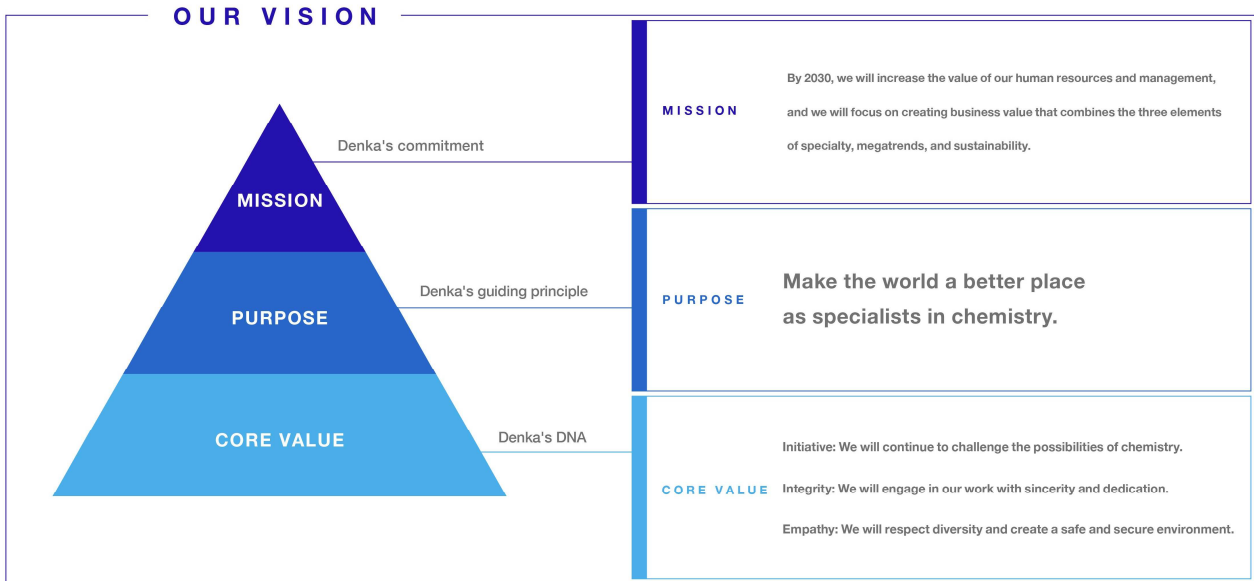 OUR VISION
Denka's commitment
MISSION
Denka's guiding principle
PURPOSE
Denka's DNA
CORE VALUE
MISSION
By 2030, we will increase the value of our human resources and management,
and we will focus on creating business value that combines the three elements
of specialty, megatrends, and sustainability.
PURPOSE
Make the world a better place
as specialists in chemistry.
CORE VALUE
Initiative: We will continue to challenge the possibilities of chemistry.
Integrity: We will engage in our work with sincerity and dedication.
Empathy: We will respect diversity and create a safe and secure environment.